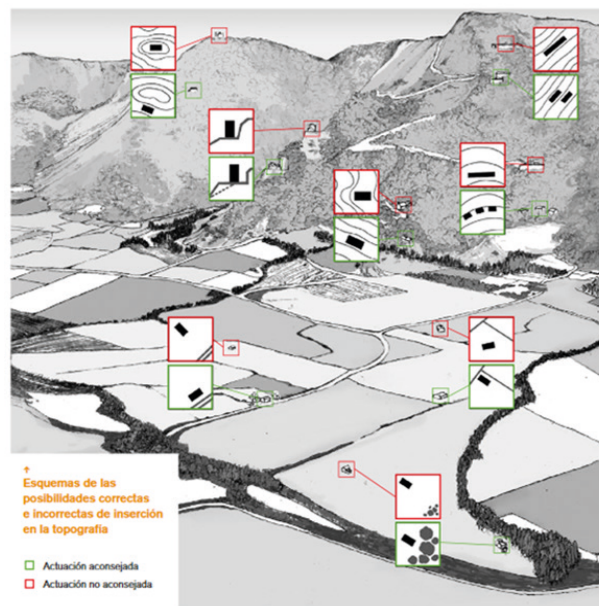 ↑
Esquemas de las
posibilidades correctas
e incorrectas de inserción
en la topografía
Actuación aconsejada
Actuación no aconsejada